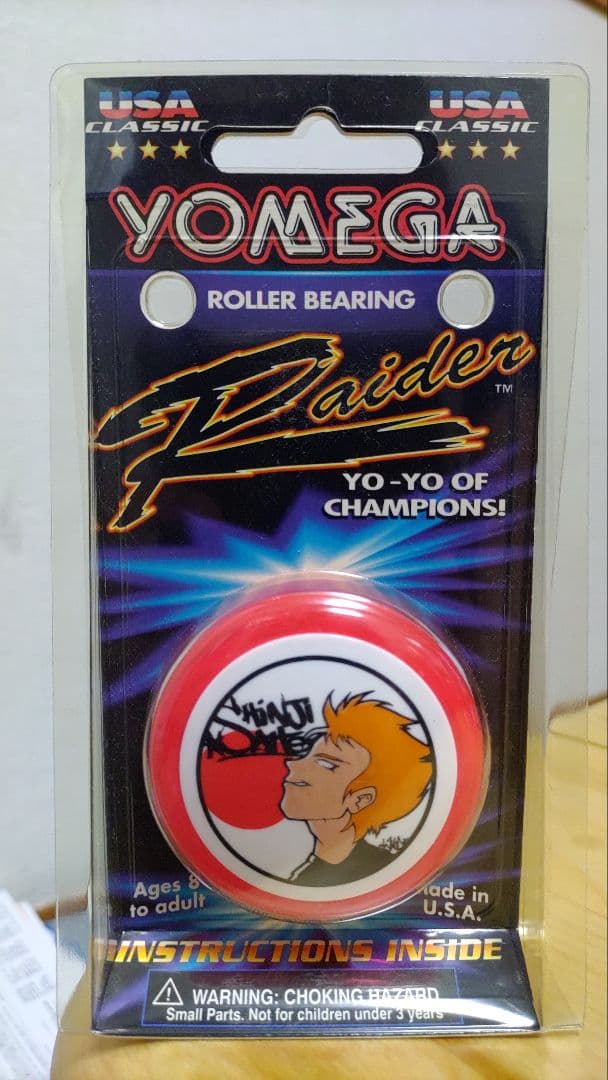 USA USA
CLASSIC CLASSIC
YOMEGA
ROLLER BEARING
Raider
TM
YO-YO OF
CHAMPIONS!
SHINJI
Ages 8
to adult
ade in
U.S.A.
INSTRUCTIONS INSIDE
WARNING: CHOKING HAZARD
Small Parts. Not for children under 3 years